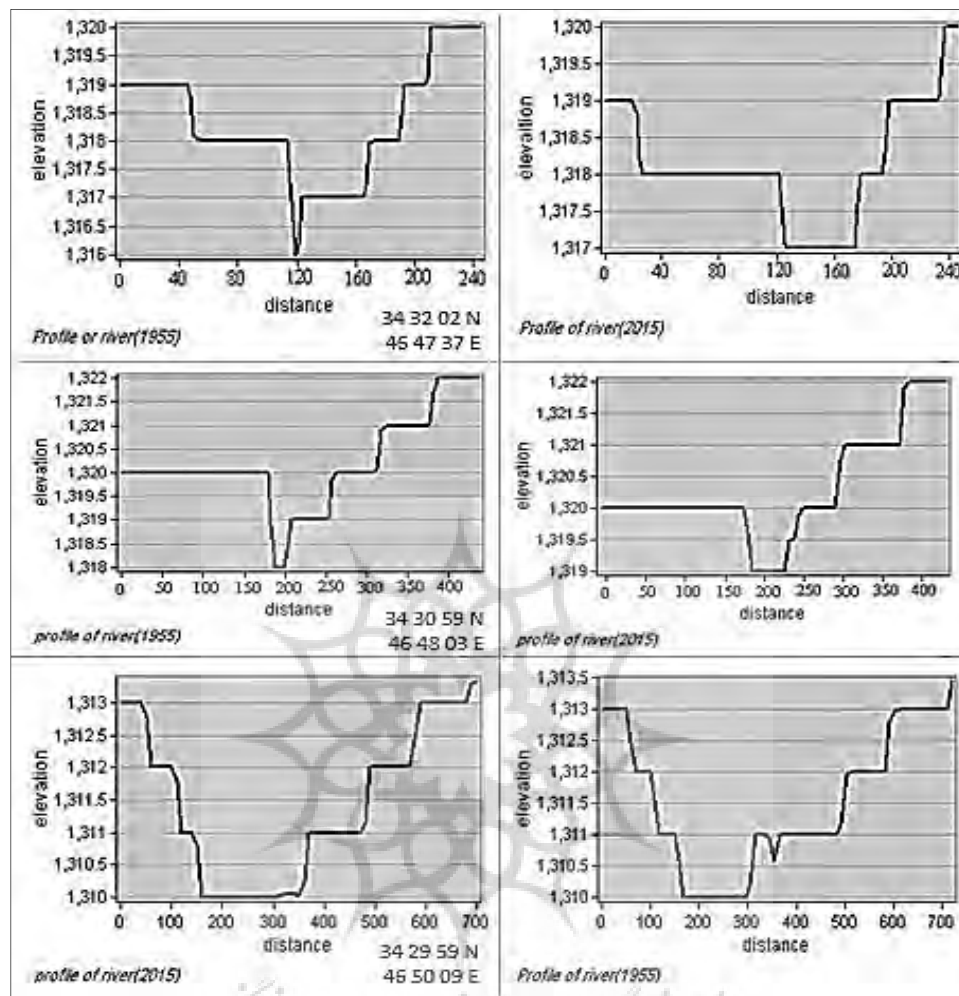 1,320
1,319.5
1,319
1,318.5
1,318
1,317.5
1,317
1,316.5
1,316
elevation
0 40 80 120 160 200 240
distance
34 32 02 N
Profile or river(1955)
46 47 37 E
1,320
1,319.5
1,319
1,318.5
1,318
1,317.5
1,317
elevation
0 40 80 120 160 200 240
distance
Profile of river(2015)
1,322
1,321.5
1,321
1,320.5
1,320
1,319.5
1,319
1,318.5
1,318
elevation
0 50 100 150 200 250 300 350 400
distance
34 30 59 N
profile of river(1955)
46 48 03 E
1,322
1,321.5
1,321
1,320.5
1,320
1,319.5
1,319
elevation
0 50 100 150 200 250 300 350 400
distance
profile of river(2015)
1,313
1,312.5
1,312
1,311.5
1,311
1,310.5
1,310
elevation
0 100 200 300 400 500 600 700
distance
34 29 59 N
profile of river(2015)
46 50 09 E
1,313.5
1,313
1,312.5
1,312
1,311.5
1,311
1,310.5
1,310
elevation
0 100 200 300 400 500 600 700
distance
Profile of river(1955)